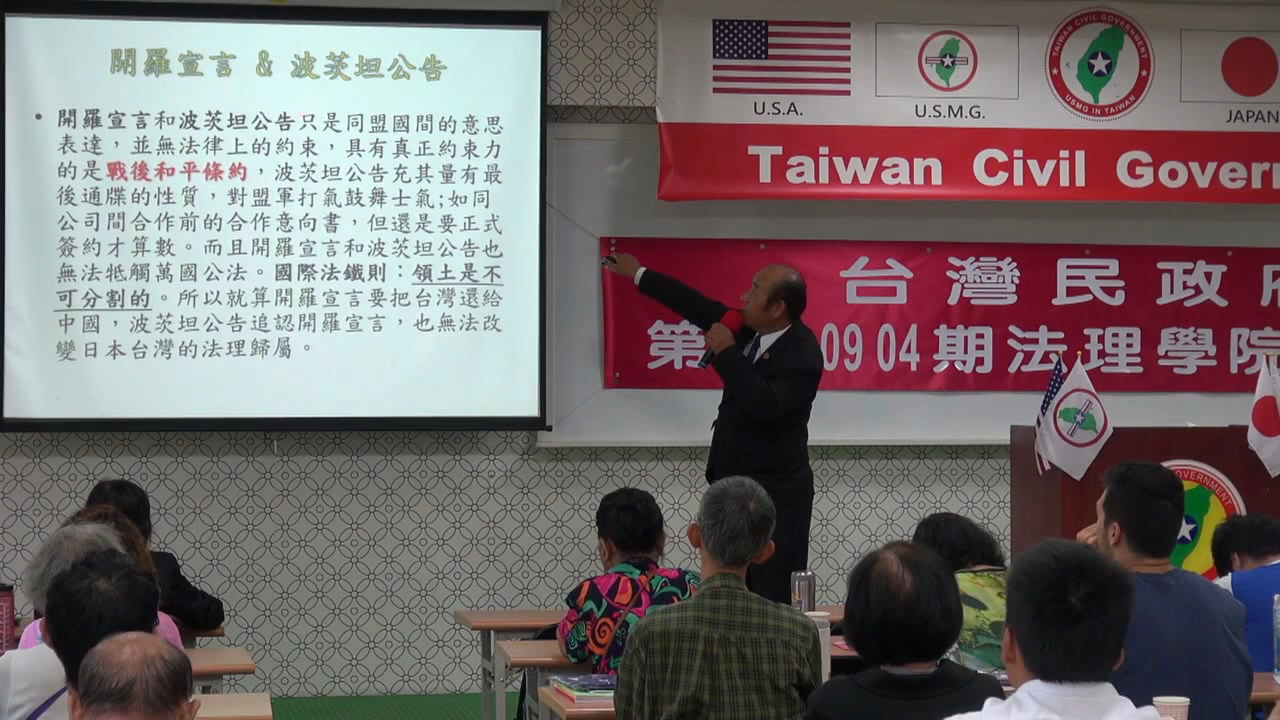 開羅宣言 & 波茨坦公告
• 開羅宣言和波茨坦公告只是同盟國間的意思
表達，並無法律上的約束，具有真正約束力
的是戰後和平條約，波茨坦公告充其量有最
後通牒的性質，對盟軍打氣鼓舞士氣;如同
公司間合作前的合作意向書，但還是要正式
簽約才算數。而且開羅宣言和波茨坦公告也
無法牴觸萬國公法。國際法鐵則：領土是不
可分割的。所以就算開羅宣言要把台灣還給
中國，波茨坦公告追認開羅宣言，也無法改
變日本台灣的法理歸屬。
U.S.A.
U.S.M.G.
TAIWAN CIVIL GOVERNMENT
USMG IN TAIWAN
JAPAN
Taiwan Civil Gover
台灣民政府
第 09 04 期法理學院
GOVERNMENT